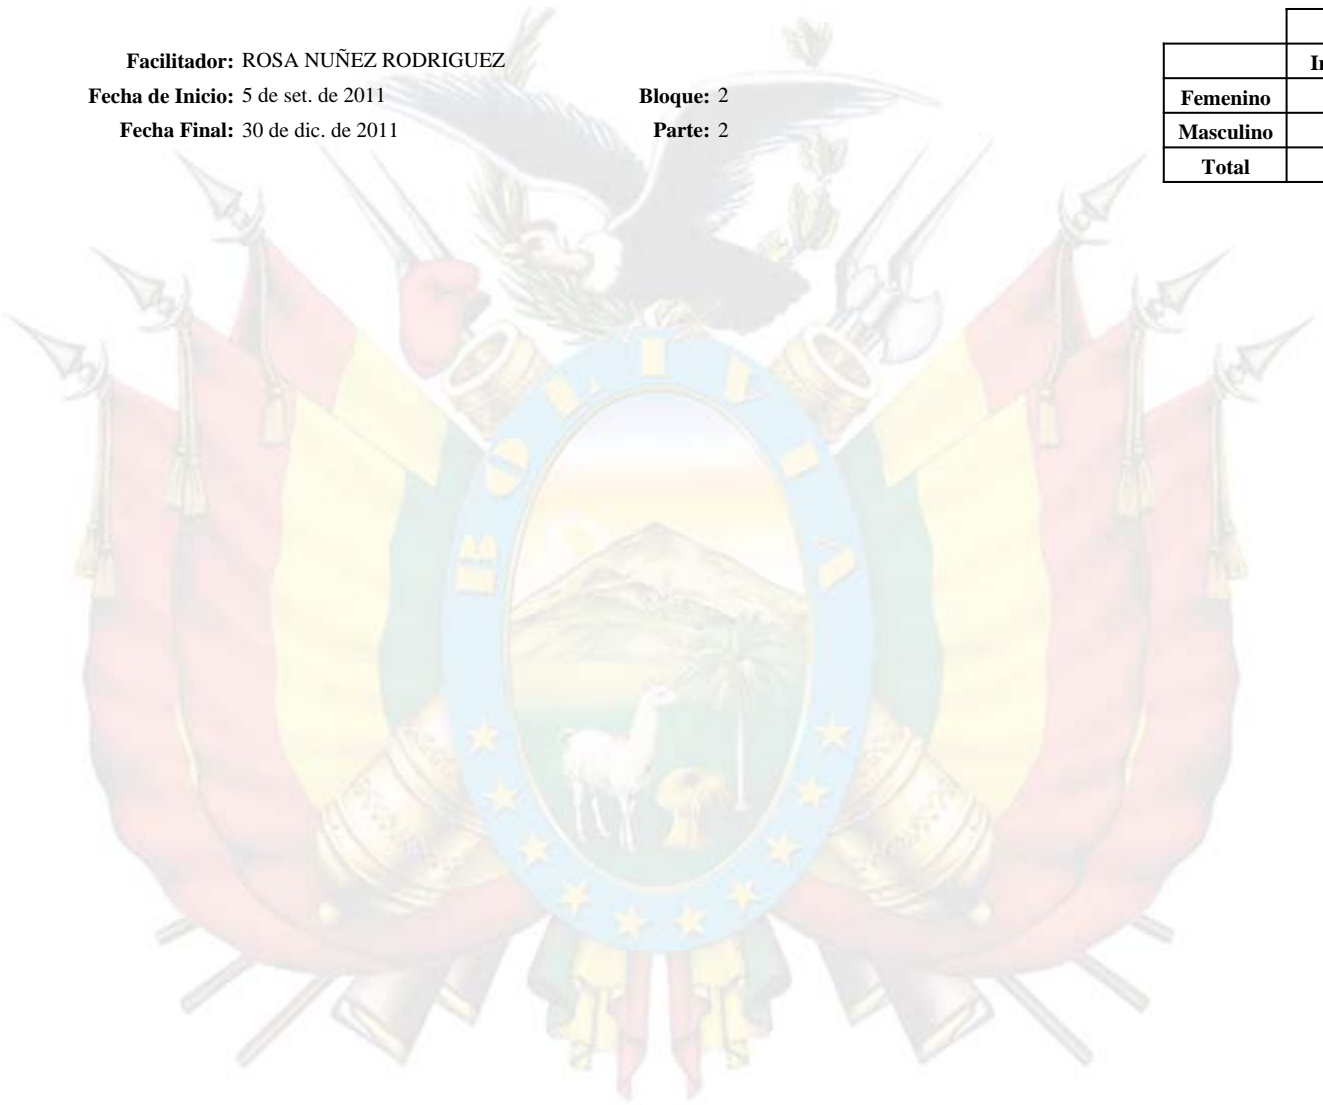 Facilitador: ROSA NUÑEZ RODRIGUEZ
Fecha de Inicio: 5 de set. de 2011 Bloque: 2
Fecha Final: 30 de dic. de 2011 Parte: 2
Femenino
Masculino
Total
BOLIVIA